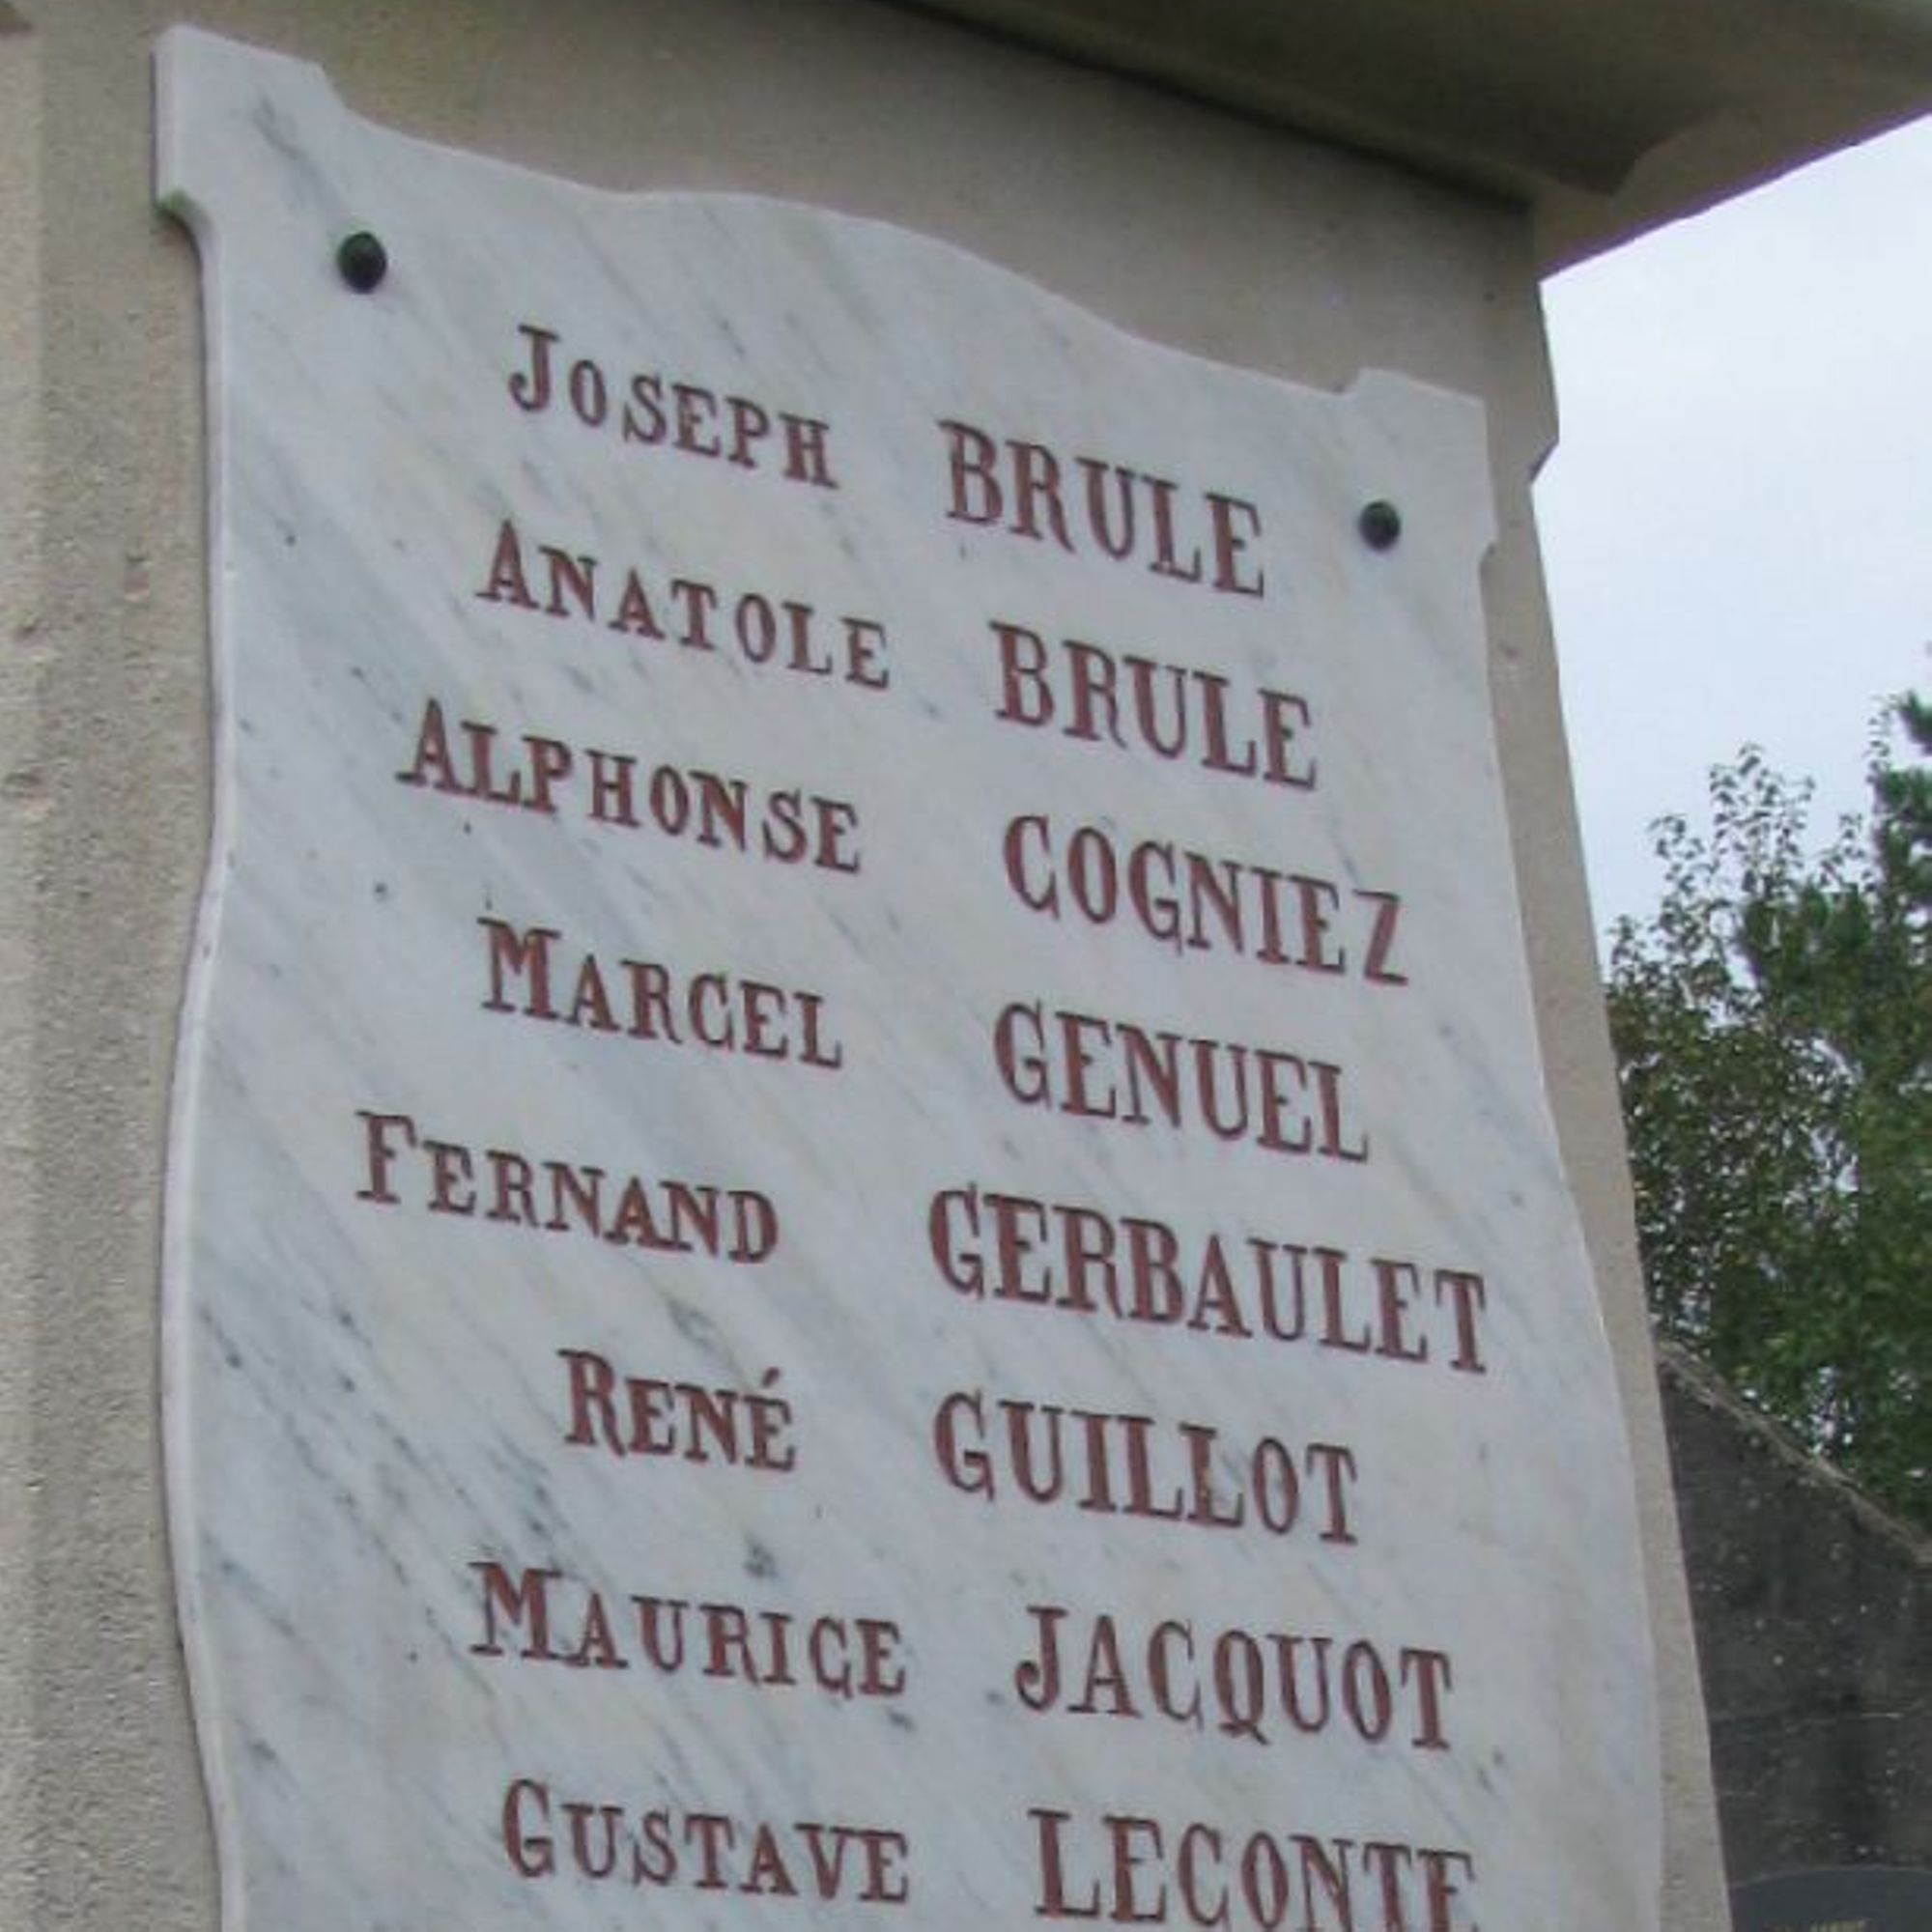 JOSEPH BRULE
ANATOLE BRULE
ALPHONSE COGNIEZ
MARCEL GENUEL
FERNAND GERBAULET
RENÉ GUILLOT
MAURICE JACQUOT
GUSTAVE LECONTE